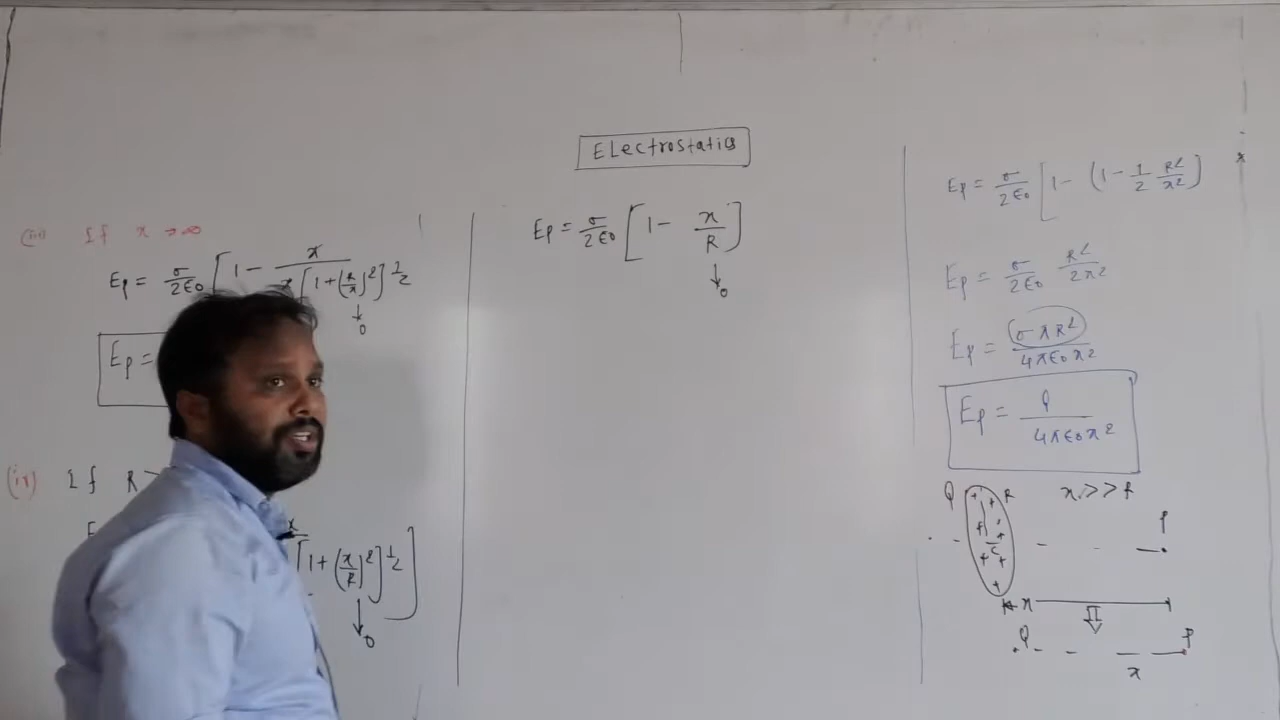 Electrostatics
(iii) If x → ∞
Ep = σ/2ε0 [1 - x/x[1+(R/x)²]^1/2
↓0
Ep =
(iv) If R
[1+(x/R)²]^1/2]
↓0
Ep = σ/2ε0 [1 - x/R]
↓0
Ep = σ/2ε0 [1 - (1 - 1/2 R²/x²)
Ep = σ/2ε0 R²/2x²
Ep = σπR²/4πε0x²
Ep = Q/4πε0x²
Q R x >> R
P
C
x
Q P
x